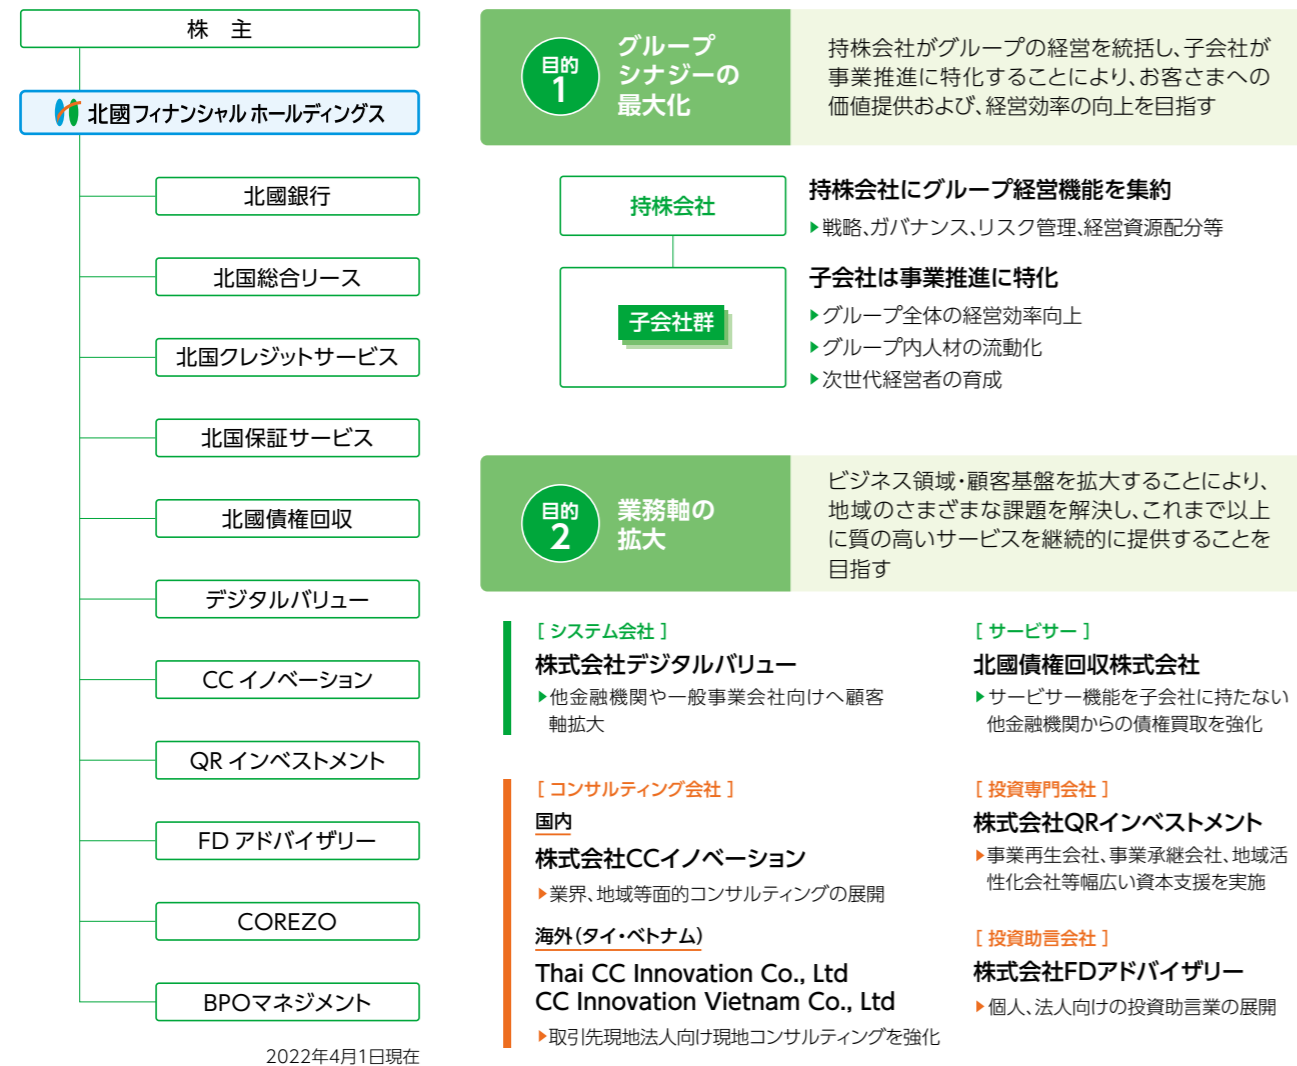 株 主
北國フィナンシャルホールディングス
北國銀行
北国総合リース
北国クレジットサービス
北国保証サービス
北國債権回収
デジタルバリュー
CC イノベーション
QR インベストメント
FD アドバイザリー
COREZO
BPOマネジメント
2022年4月1日現在
目的
1
グループ
シナジーの
最大化
持株会社がグループの経営を統括し、子会社が
事業推進に特化することにより、お客さまへの
価値提供および、経営効率の向上を目指す
持株会社
子会社群
持株会社にグループ経営機能を集約
▶戦略、ガバナンス、リスク管理、経営資源配分等
子会社は事業推進に特化
▶グループ全体の経営効率向上
▶グループ内人材の流動化
▶次世代経営者の育成
目的
2
業務軸の
拡大
ビジネス領域・顧客基盤を拡大することにより、
地域のさまざまな課題を解決し、これまで以上
に質の高いサービスを継続的に提供することを
目指す
［ システム会社 ］
株式会社デジタルバリュー
▶他金融機関や一般事業会社向けへ顧客
軸拡大
［ サービサー ］
北國債権回収株式会社
▶サービサー機能を子会社に持たない
他金融機関からの債権買取を強化
［ コンサルティング会社 ］
国内
株式会社CCイノベーション
▶業界、地域等面的コンサルティングの展開
海外（タイ・ベトナム）
Thai CC Innovation Co., Ltd
CC Innovation Vietnam Co., Ltd
▶取引先現地法人向け現地コンサルティングを強化
［ 投資専門会社 ］
株式会社QRインベストメント
▶事業再生会社、事業承継会社、地域活
性化会社等幅広い資本支援を実施
［ 投資助言会社 ］
株式会社FDアドバイザリー
▶個人、法人向けの投資助言業の展開